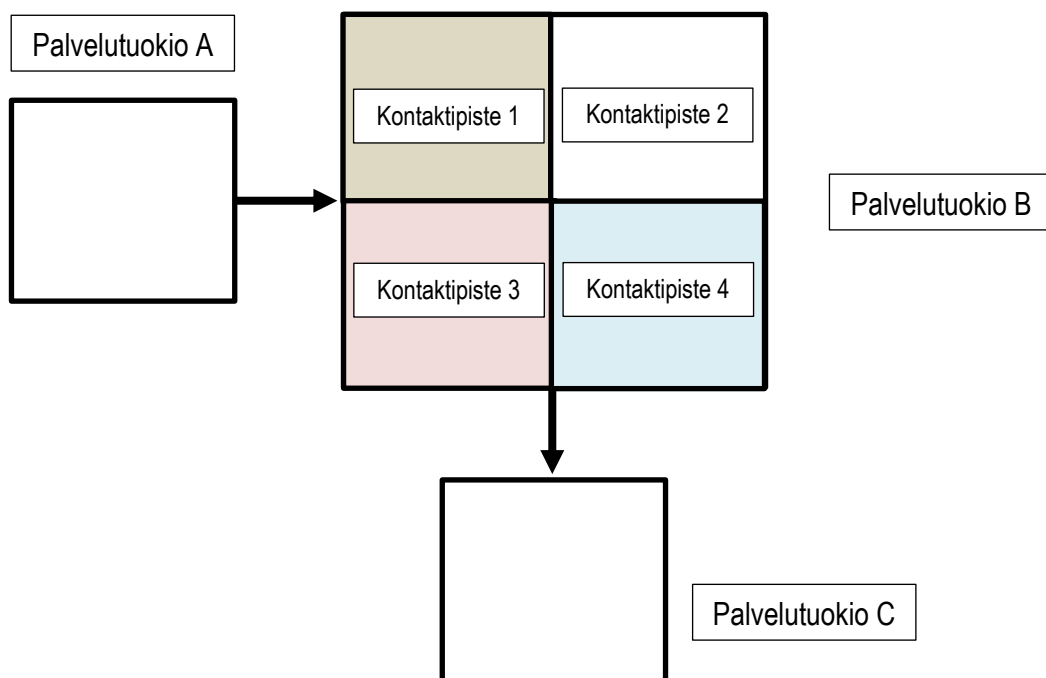 Palvelutuokio A
Kontaktipiste 1
Kontaktipiste 2
Palvelutuokio B
Kontaktipiste 3
Kontaktipiste 4
Palvelutuokio C